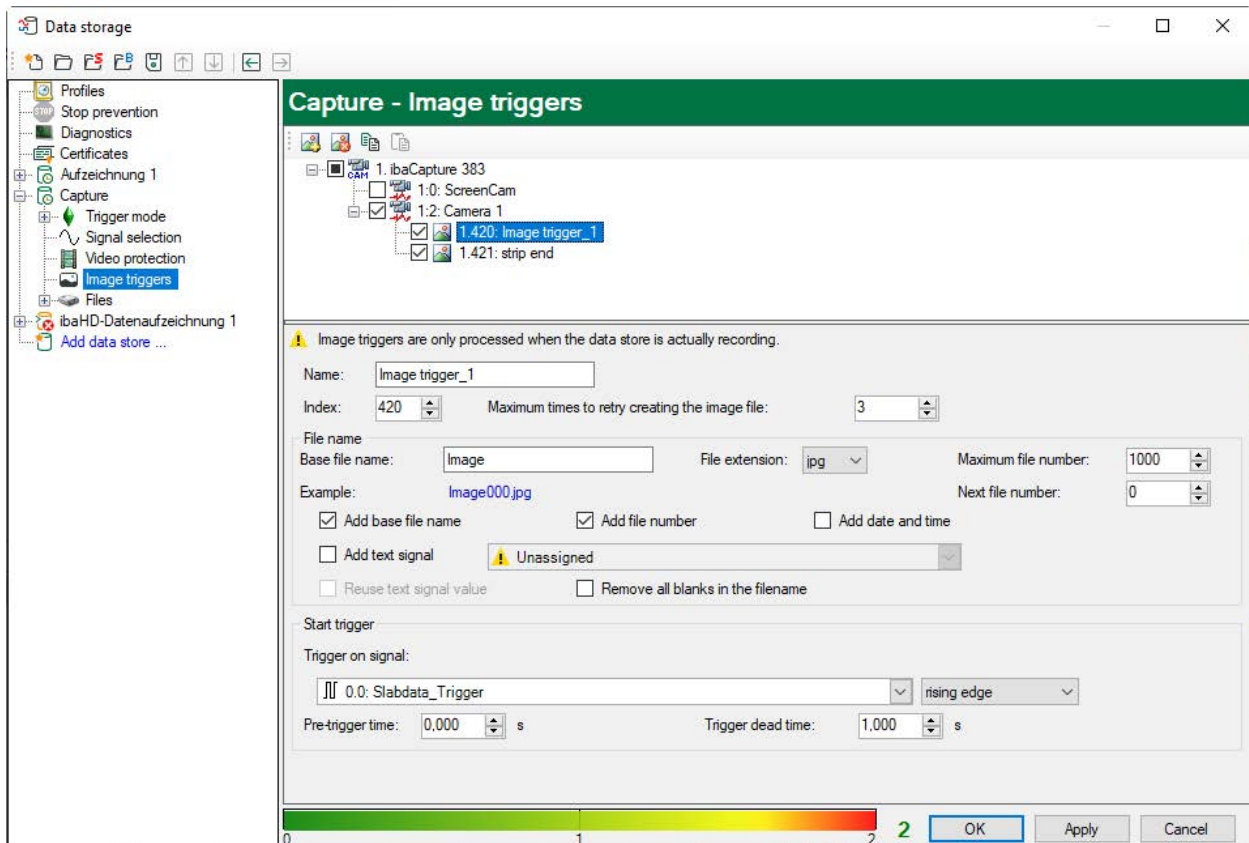 Data storage
Profiles
Stop prevention
Diagnostics
Certificates
Aufzeichnung 1
Capture
Trigger mode
Signal selection
Video protection
Image triggers
Files
ibaHD-Datenaufzeichnung 1
Add data store ...
Capture - Image triggers
CAM 1. ibaCapture 383
1:0: ScreenCam
1:2: Camera 1
1.420: Image trigger_1
1.421: strip end
Image triggers are only processed when the data store is actually recording.
Name: Image trigger_1
Index: 420 Maximum times to retry creating the image file: 3
File name
Base file name: Image File extension: jpg Maximum file number: 1000
Example: Image000.jpg Next file number: 0
Add base file name Add file number Add date and time
Add text signal Unassigned
Reuse text signal value Remove all blanks in the filename
Start trigger
Trigger on signal:
0.0: Slabdata_Trigger rising edge
Pre-trigger time: 0,000 s Trigger dead time: 1,000 s
0 1 2 2 OK Apply Cancel